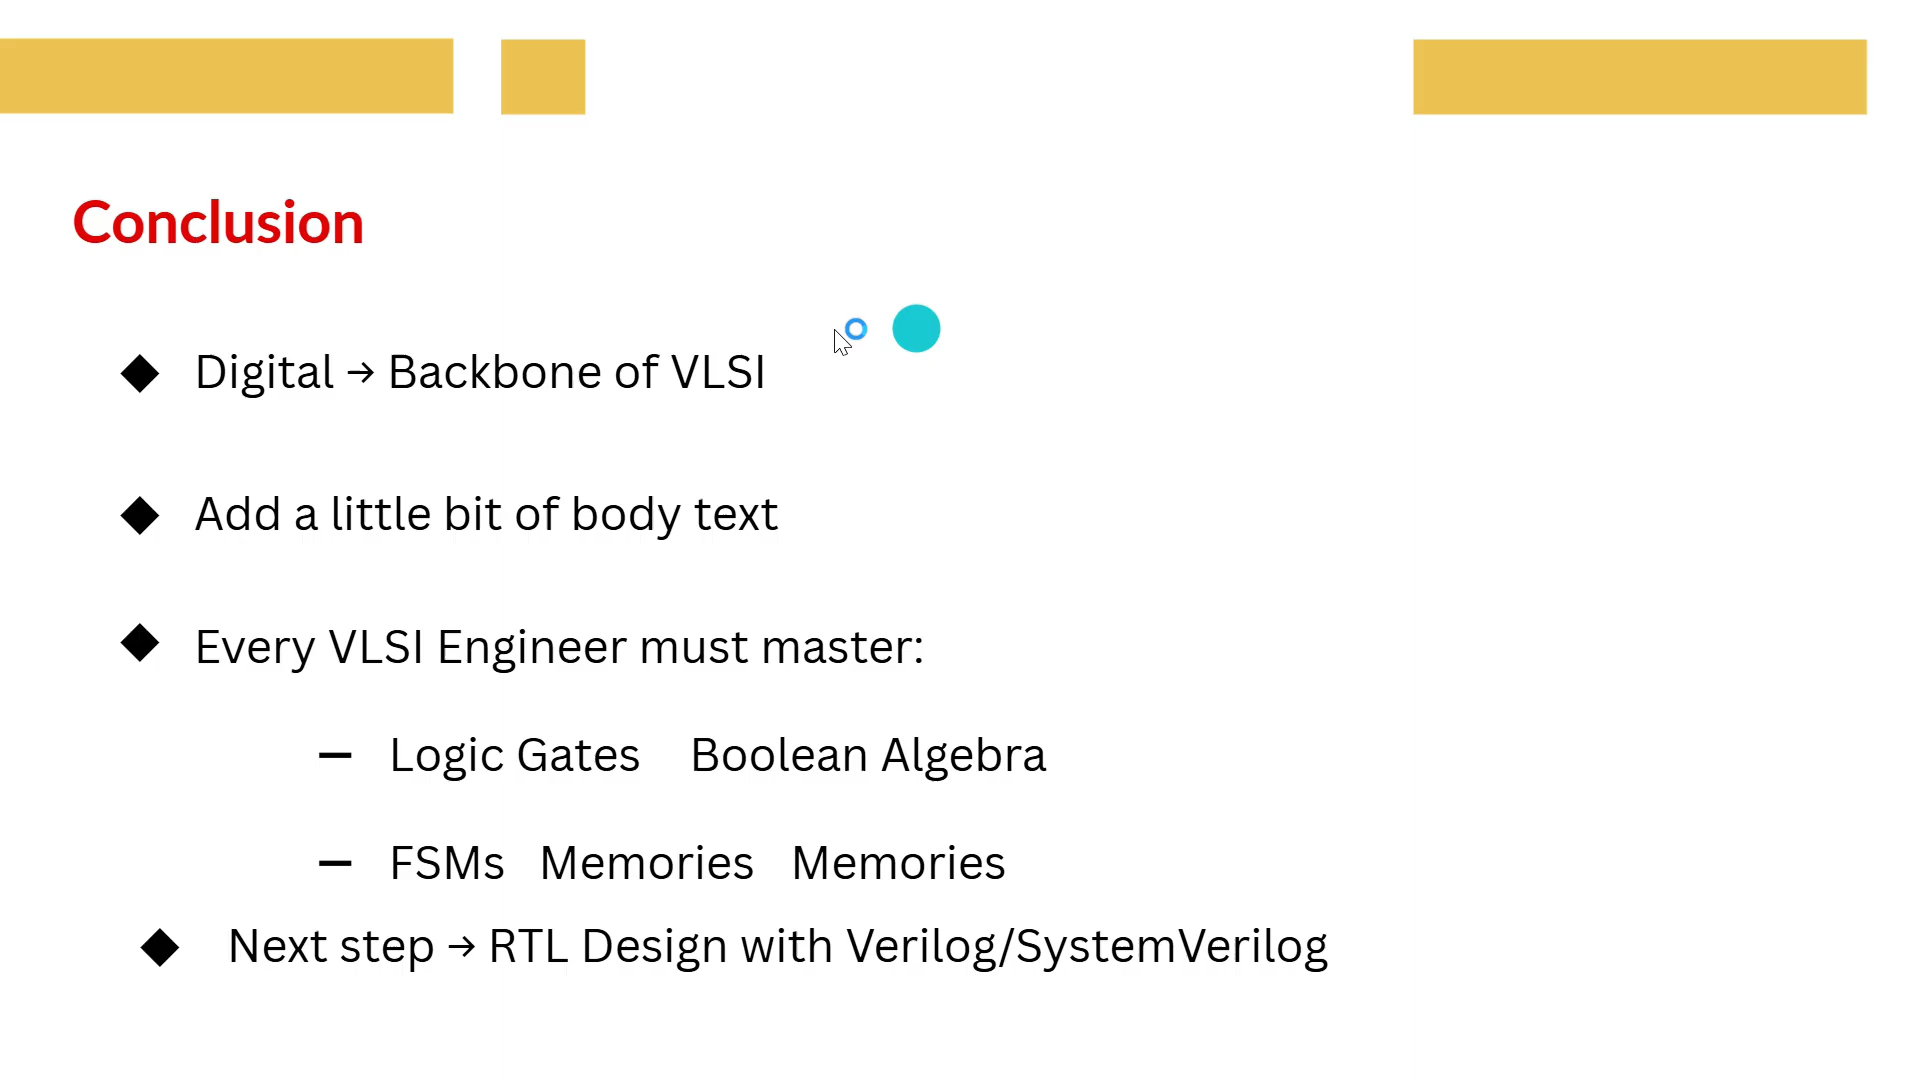 Conclusion
◆ Digital → Backbone of VLSI
◆ Add a little bit of body text
◆ Every VLSI Engineer must master:
– Logic Gates Boolean Algebra
– FSMs Memories Memories
◆ Next step → RTL Design with Verilog/SystemVerilog